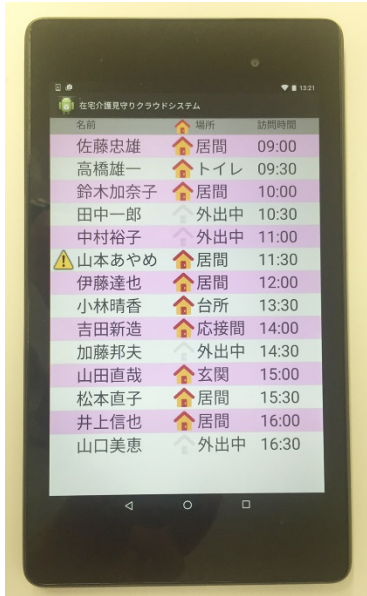 13:21
在宅介護見守りクラウドシステム
名前 場所 訪問時間
佐藤忠雄 居間 09:00
高橋雄一 トイレ 09:30
鈴木加奈子 居間 10:00
田中一郎 外出中 10:30
中村裕子 外出中 11:00
山本あやめ 居間 11:30
伊藤達也 居間 12:00
小林晴香 台所 13:30
吉田新造 応接間 14:00
加藤邦夫 外出中 14:30
山田直哉 玄関 15:00
松本直子 居間 15:30
井上信也 居間 16:00
山口美恵 外出中 16:30